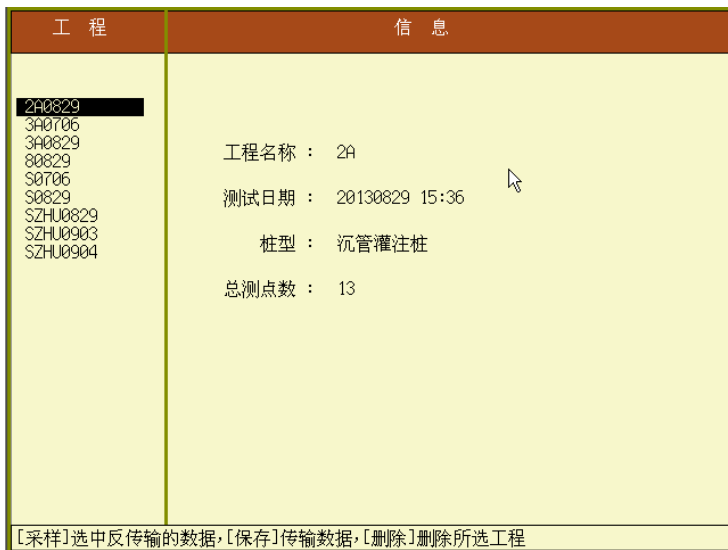 工 程
信 息
2A0829
3A0706
3A0829
80829
S0706
S0829
SZHU0829
SZHU0903
SZHU0904
工程名称 : 2A
测试日期 : 20130829 15:36
桩型 : 沉管灌注桩
总测点数 : 13
[采样]选中反传输的数据,[保存]传输数据,[删除]删除所选工程